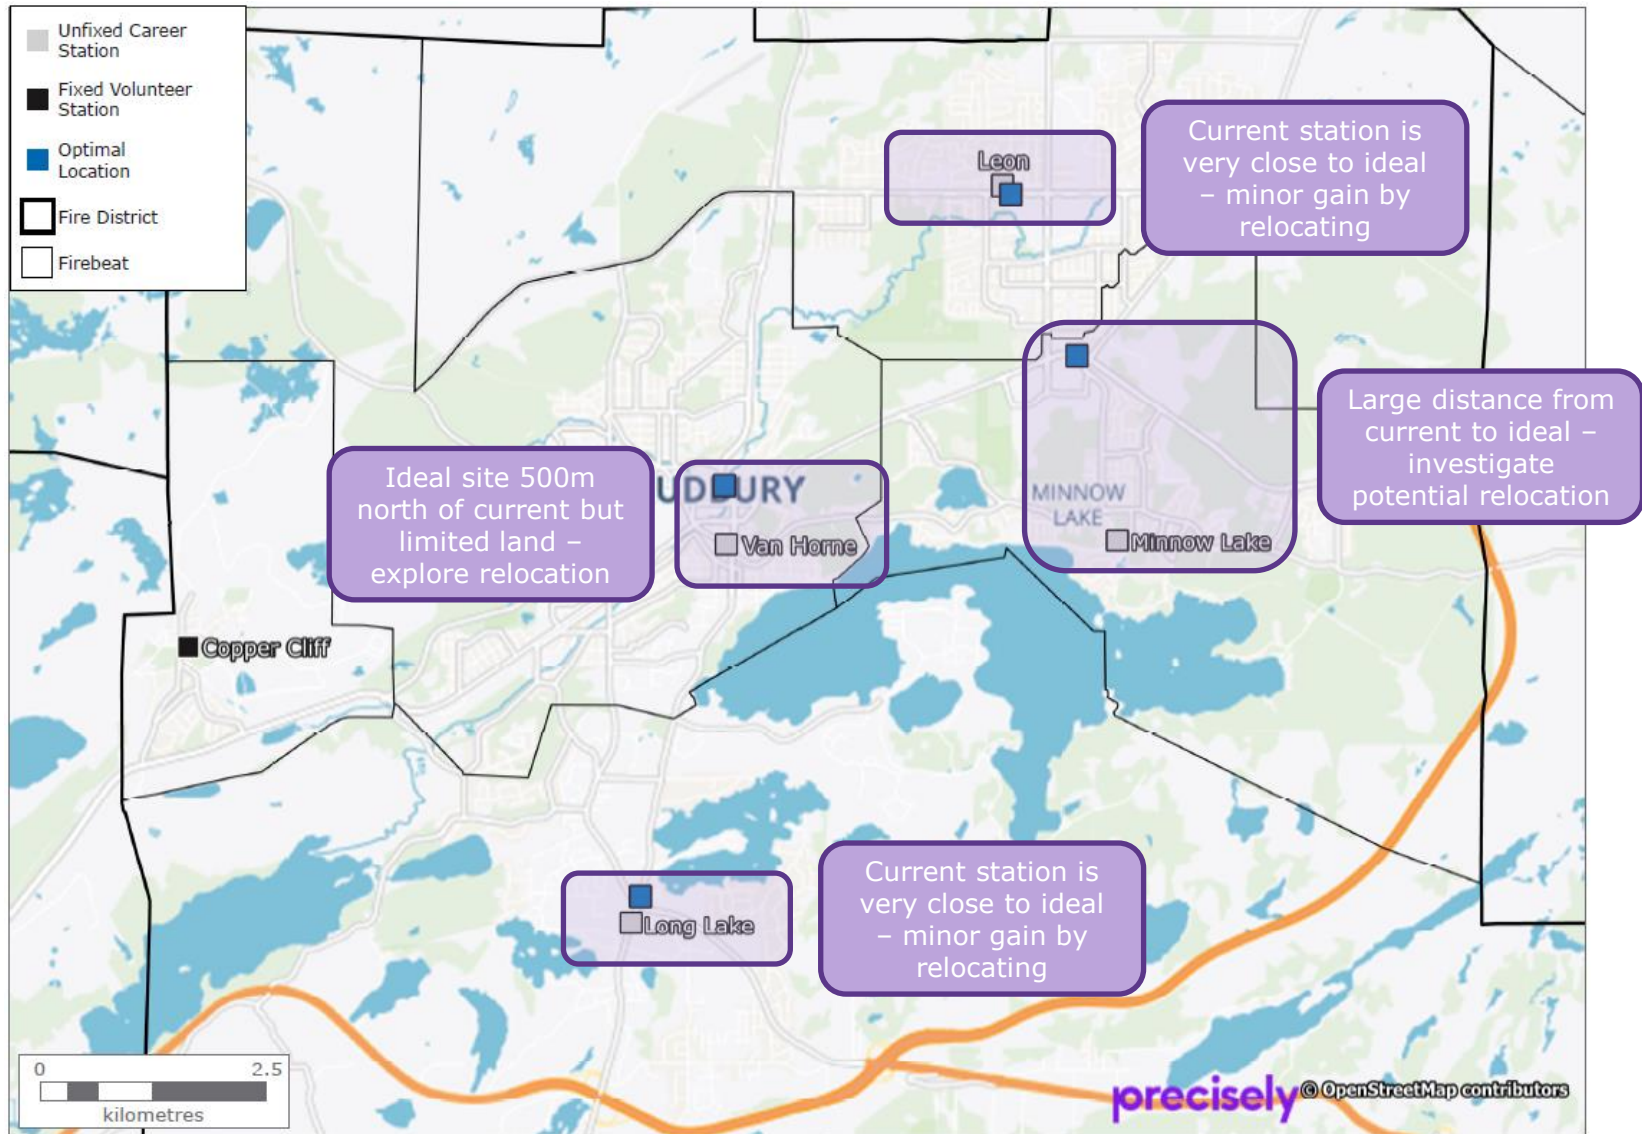 Unfixed Career
Station
Fixed Volunteer
Station
Optimal
Location
Fire District
Firebeat
Leon
Current station is
very close to ideal
– minor gain by
relocating
Large distance from
current to ideal –
investigate
potential relocation
Ideal site 500m
north of current but
limited land –
explore relocation
UDBURY
Van Horne
MINNOW
LAKE
Minnow Lake
Copper Cliff
Long Lake
Current station is
very close to ideal
– minor gain by
relocating
0 2.5
kilometres
precisely © OpenStreetMap contributors